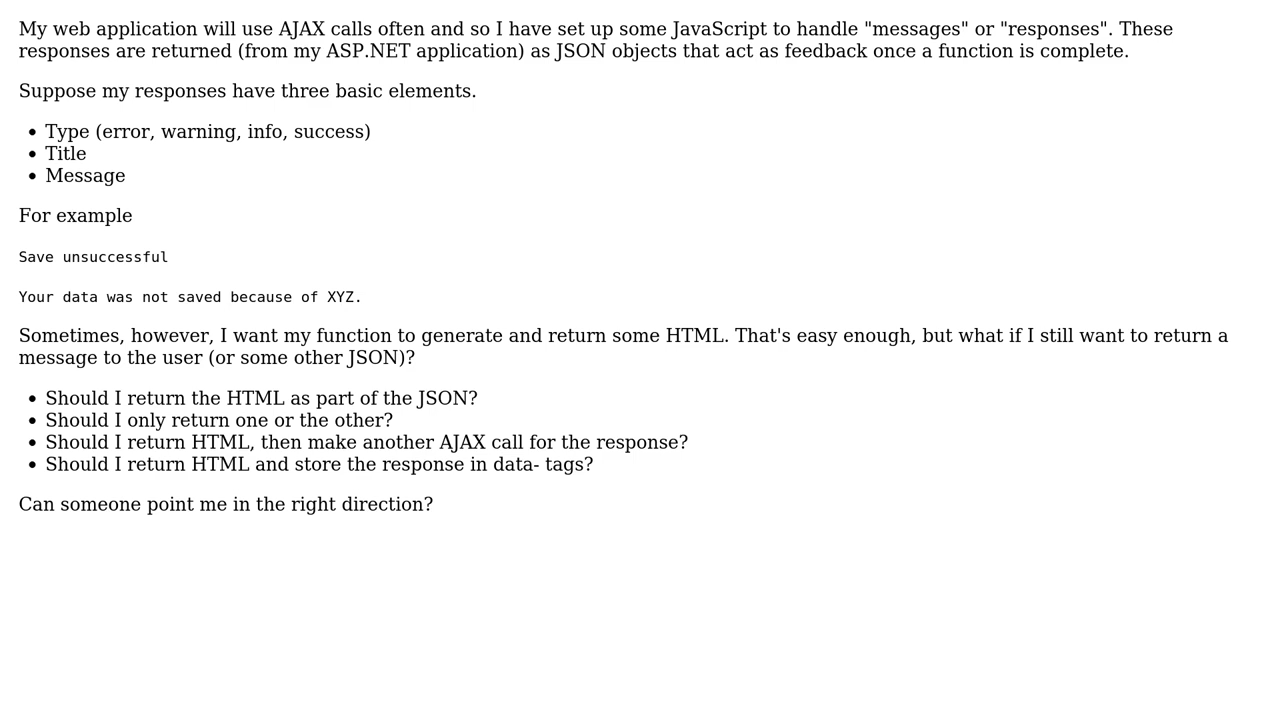 My web application will use AJAX calls often and so I have set up some JavaScript to handle "messages" or "responses". These
responses are returned (from my ASP.NET application) as JSON objects that act as feedback once a function is complete.
Suppose my responses have three basic elements.
• Type (error, warning, info, success)
• Title
• Message
For example
Save unsuccessful
Your data was not saved because of XYZ.
Sometimes, however, I want my function to generate and return some HTML. That's easy enough, but what if I still want to return a
message to the user (or some other JSON)?
• Should I return the HTML as part of the JSON?
• Should I only return one or the other?
• Should I return HTML, then make another AJAX call for the response?
• Should I return HTML and store the response in data- tags?
Can someone point me in the right direction?